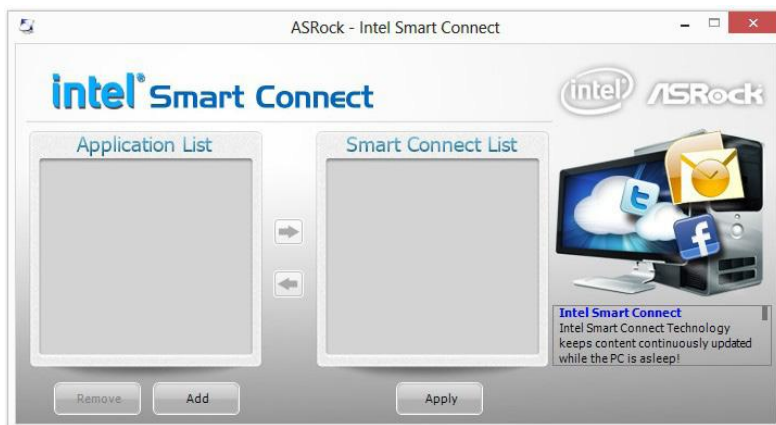 ASRock - Intel Smart Connect
intel® Smart Connect
intel ASRock
Application List
Smart Connect List
Intel Smart Connect
Intel Smart Connect Technology
keeps content continuously updated
while the PC is asleep!
Remove
Add
Apply